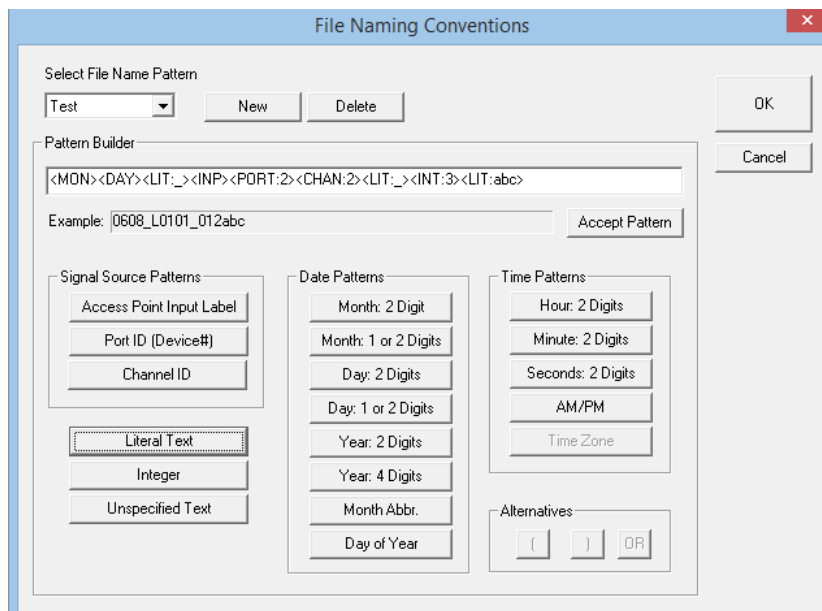 File Naming Conventions
Select File Name Pattern
Test
New
Delete
OK
Cancel
Pattern Builder
<MON><DAY><LIT:_><INP><PORT:2><CHAN:2><LIT:_><INT:3><LIT:abc>
Example: 0608_L0101_012abc
Accept Pattern
Signal Source Patterns
Access Point Input Label
Port ID (Device#)
Channel ID
Literal Text
Integer
Unspecified Text
Date Patterns
Month: 2 Digit
Month: 1 or 2 Digits
Day: 2 Digits
Day: 1 or 2 Digits
Year: 2 Digits
Year: 4 Digits
Month Abbr.
Day of Year
Time Patterns
Hour: 2 Digits
Minute: 2 Digits
Seconds: 2 Digits
AM/PM
Time Zone
Alternatives
(
)
OR